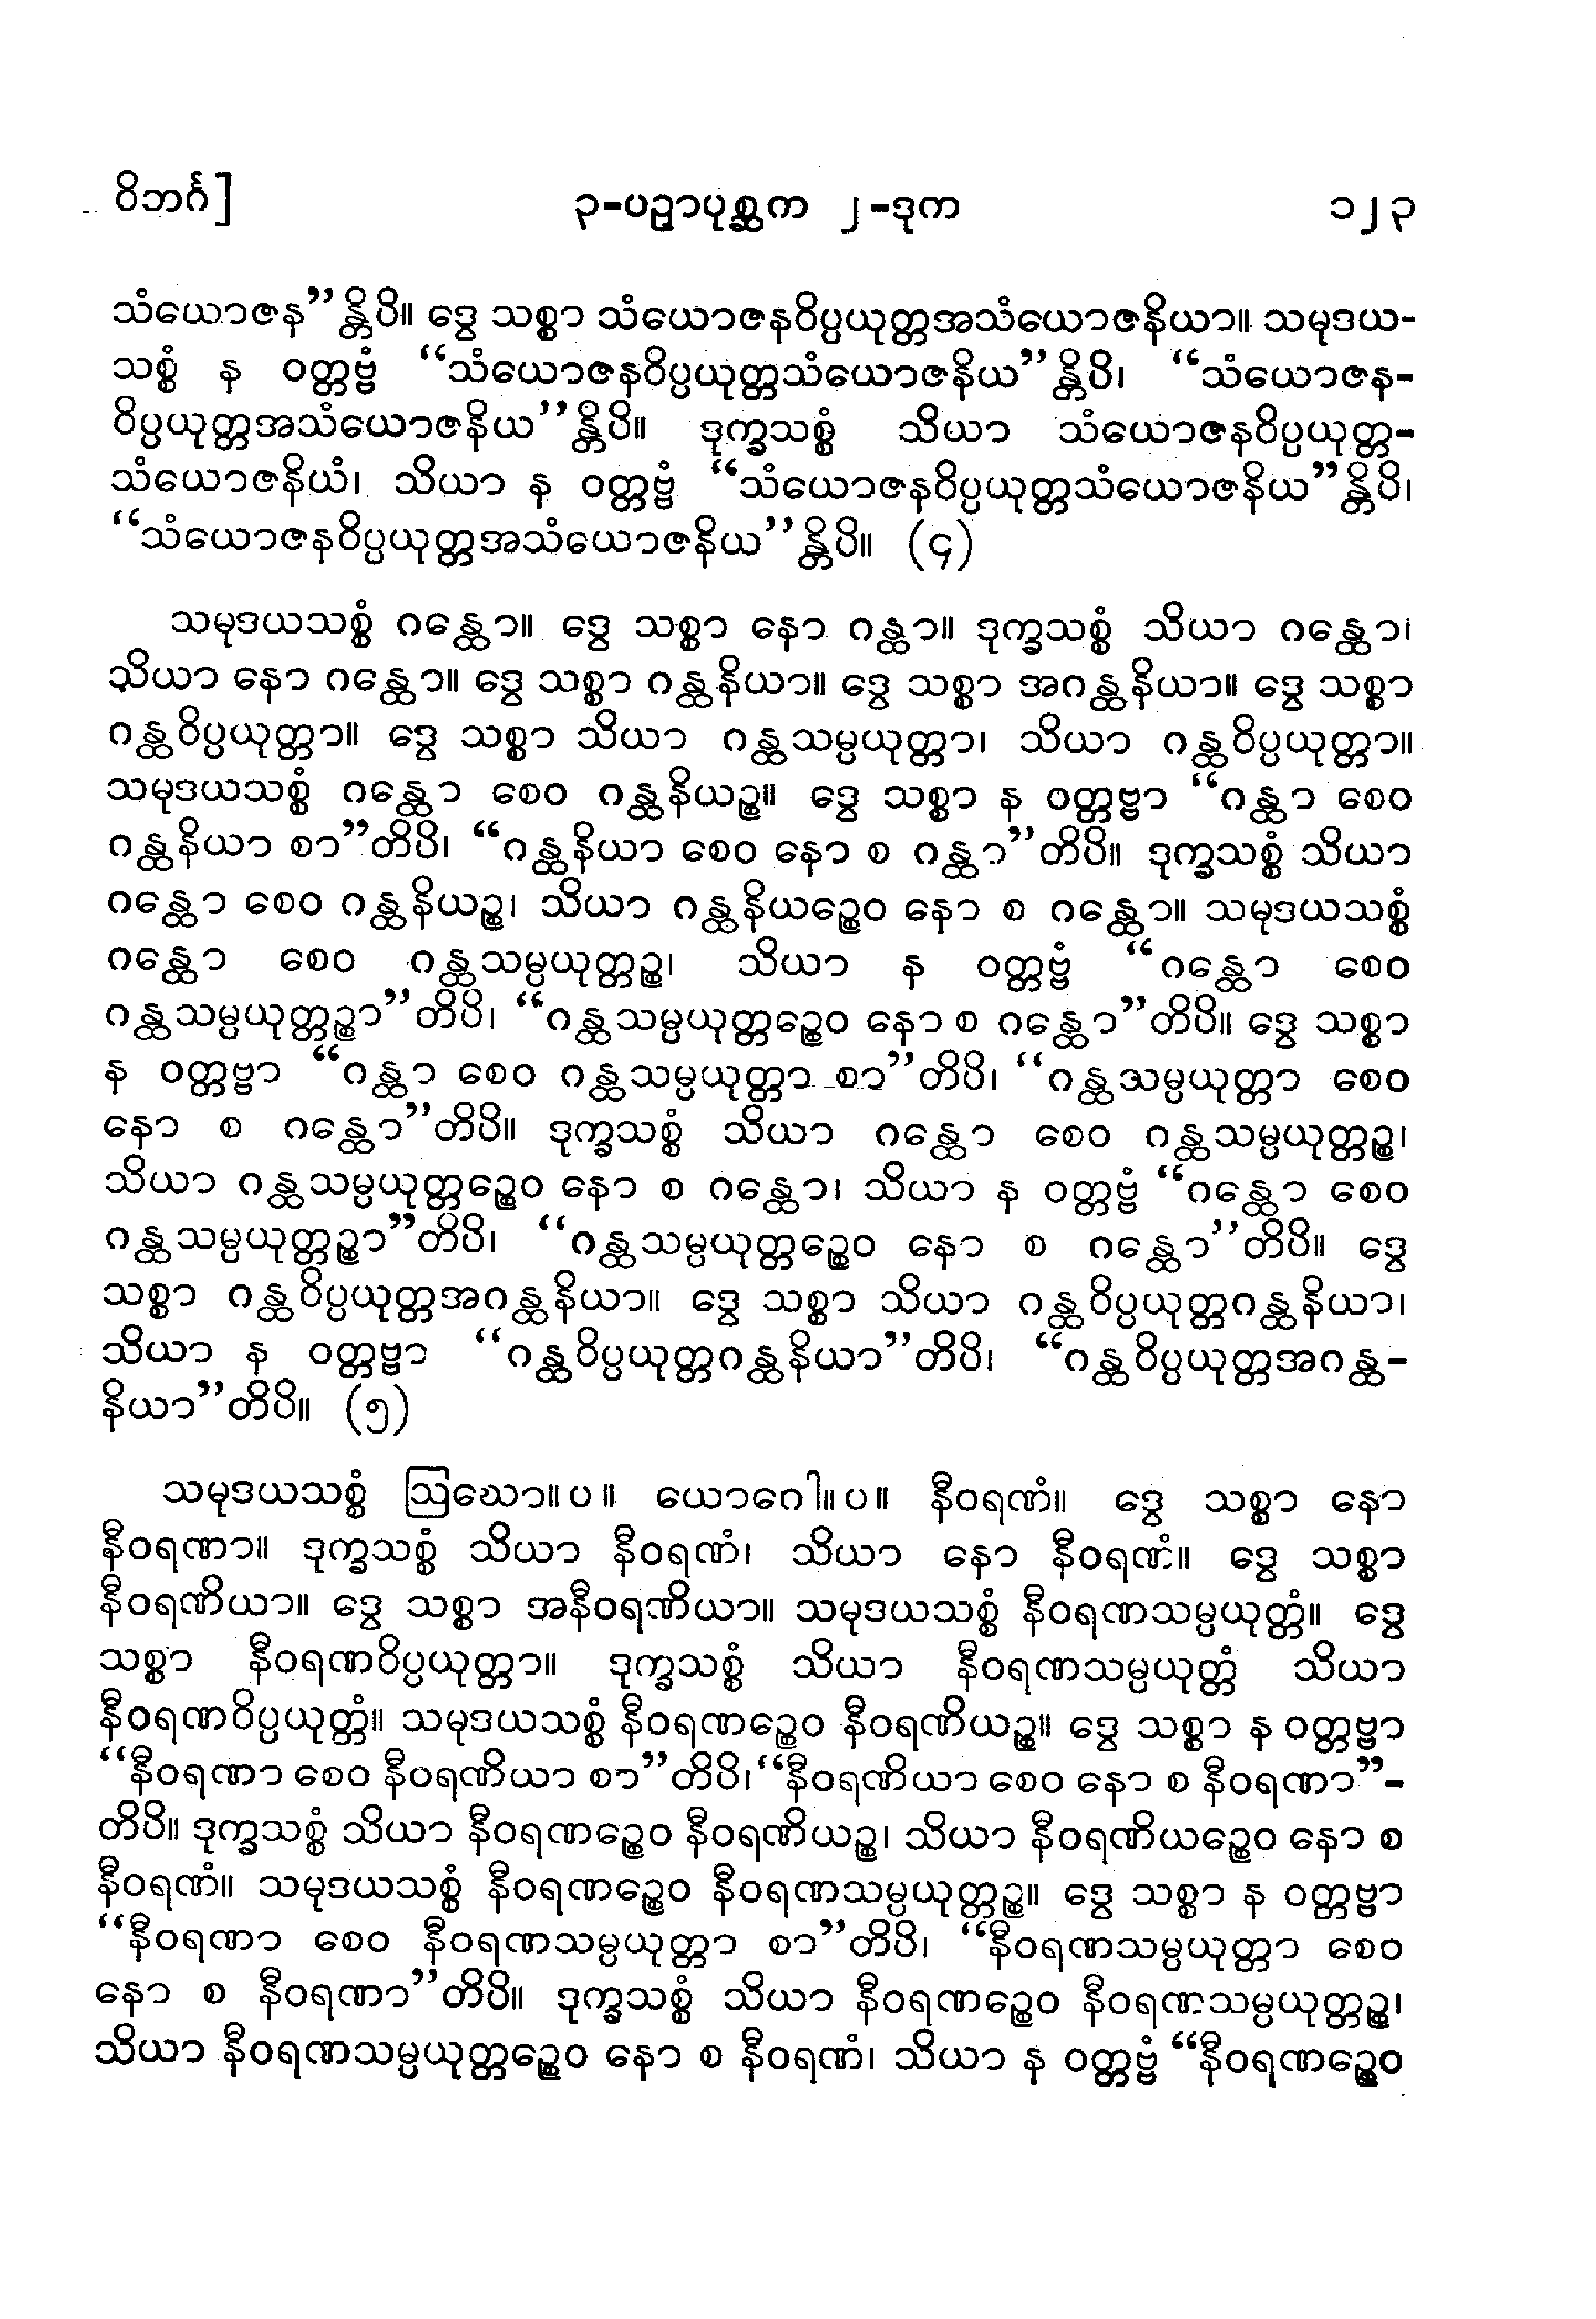 ဝိဘင်္ဂ]
၃-ပဉှာပုစ္ဆက ၂-ဒုက
၁၂၃
သံယောဇန”န္တိပိ။ ဒွေ သစ္စာ သံယောဇနဝိပ္ပယုတ္တအသံယောဇနိယာ။ သမုဒယ-
သစ္စံ န ဝတ္တဗ္ဗံ “သံယောဇနဝိပ္ပယုတ္တသံယောဇနိယ”န္တိပိ၊ “သံယောဇန-
ဝိပ္ပယုတ္တအသံယောဇနိယ”န္တိပိ။ ဒုက္ခသစ္စံ သိယာ သံယောဇနဝိပ္ပယုတ္တ-
သံယောဇနိယံ၊ သိယာ န ဝတ္တဗ္ဗံ “သံယောဇနဝိပ္ပယုတ္တသံယောဇနိယ”န္တိပိ၊
“သံယောဇနဝိပ္ပယုတ္တအသံယောဇနိယ”န္တိပိ။ (၄)
သမုဒယသစ္စံ ဂန္ထော။ ဒွေ သစ္စာ နော ဂန္ထာ။ ဒုက္ခသစ္စံ သိယာ ဂန္ထော၊
သိယာ နော ဂန္ထော။ ဒွေ သစ္စာ ဂန္ထနိယာ။ ဒွေ သစ္စာ အဂန္ထနိယာ။ ဒွေ သစ္စာ
ဂန္ထဝိပ္ပယုတ္တာ။ ဒွေ သစ္စာ သိယာ ဂန္ထသမ္ပယုတ္တာ၊ သိယာ ဂန္ထဝိပ္ပယုတ္တာ။
သမုဒယသစ္စံ ဂန္ထော စေဝ ဂန္ထနိယဉ္စ။ ဒွေ သစ္စာ န ဝတ္တဗ္ဗာ “ဂန္ထာ စေဝ
ဂန္ထနိယာ စာ”တိပိ၊ “ဂန္ထနိယာ စေဝ နော စ ဂန္ထာ”တိပိ။ ဒုက္ခသစ္စံ သိယာ
ဂန္ထော စေဝ ဂန္ထနိယဉ္စ၊ သိယာ ဂန္ထနိယဉ္စေဝ နော စ ဂန္ထော။ သမုဒယသစ္စံ
ဂန္ထော စေဝ ဂန္ထသမ္ပယုတ္တဉ္စ၊ သိယာ န ဝတ္တဗ္ဗံ “ဂန္ထော စေဝ
ဂန္ထသမ္ပယုတ္တဉ္စာ”တိပိ၊ “ဂန္ထသမ္ပယုတ္တဉ္စေဝ နော စ ဂန္ထော”တိပိ။ ဒွေ သစ္စာ
န ဝတ္တဗ္ဗာ “ဂန္ထာ စေဝ ဂန္ထသမ္ပယုတ္တာ စာ”တိပိ၊ “ဂန္ထသမ္ပယုတ္တာ စေဝ
နော စ ဂန္ထော”တိပိ။ ဒုက္ခသစ္စံ သိယာ ဂန္ထော စေဝ ဂန္ထသမ္ပယုတ္တဉ္စ၊
သိယာ ဂန္ထသမ္ပယုတ္တဉ္စေဝ နော စ ဂန္ထော၊ သိယာ န ဝတ္တဗ္ဗံ “ဂန္ထော စေဝ
ဂန္ထသမ္ပယုတ္တဉ္စာ”တိပိ၊ “ဂန္ထသမ္ပယုတ္တဉ္စေဝ နော စ ဂန္ထော”တိပိ။ ဒွေ
သစ္စာ ဂန္ထဝိပ္ပယုတ္တအဂန္ထနိယာ။ ဒွေ သစ္စာ သိယာ ဂန္ထဝိပ္ပယုတ္တဂန္ထနိယာ၊
သိယာ န ဝတ္တဗ္ဗာ “ဂန္ထဝိပ္ပယုတ္တဂန္ထနိယာ”တိပိ၊ “ဂန္ထဝိပ္ပယုတ္တအဂန္ထ-
နိယာ”တိပိ။ (၅)
သမုဒယသစ္စံ ဩဃော။ပ။ ယောဂေါ။ပ။ နီဝရဏံ။ ဒွေ သစ္စာ နော
နီဝရဏာ။ ဒုက္ခသစ္စံ သိယာ နီဝရဏံ၊ သိယာ နော နီဝရဏံ။ ဒွေ သစ္စာ
နီဝရဏိယာ။ ဒွေ သစ္စာ အနီဝရဏိယာ။ သမုဒယသစ္စံ နီဝရဏသမ္ပယုတ္တံ။ ဒွေ
သစ္စာ နီဝရဏဝိပ္ပယုတ္တာ။ ဒုက္ခသစ္စံ သိယာ နီဝရဏသမ္ပယုတ္တံ သိယာ
နီဝရဏဝိပ္ပယုတ္တံ။ သမုဒယသစ္စံ နီဝရဏဉ္စေဝ နီဝရဏိယဉ္စ။ ဒွေ သစ္စာ န ဝတ္တဗ္ဗာ
“နီဝရဏာ စေဝ နီဝရဏိယာ စာ”တိပိ၊“နီဝရဏိယာ စေဝ နော စ နီဝရဏာ”-
တိပိ။ ဒုက္ခသစ္စံ သိယာ နီဝရဏဉ္စေဝ နီဝရဏိယဉ္စ၊ သိယာ နီဝရဏိယဉ္စေဝ နော စ
နီဝရဏံ။ သမုဒယသစ္စံ နီဝရဏဉ္စေဝ နီဝရဏသမ္ပယုတ္တဉ္စ။ ဒွေ သစ္စာ န ဝတ္တဗ္ဗာ
“နီဝရဏာ စေဝ နီဝရဏသမ္ပယုတ္တာ စာ”တိပိ၊ “နီဝရဏသမ္ပယုတ္တာ စေဝ
နော စ နီဝရဏာ”တိပိ။ ဒုက္ခသစ္စံ သိယာ နီဝရဏဉ္စေဝ နီဝရဏသမ္ပယုတ္တဉ္စ၊
သိယာ နီဝရဏသမ္ပယုတ္တဉ္စေဝ နော စ နီဝရဏံ၊ သိယာ န ဝတ္တဗ္ဗံ “နီဝရဏဉ္စေဝ